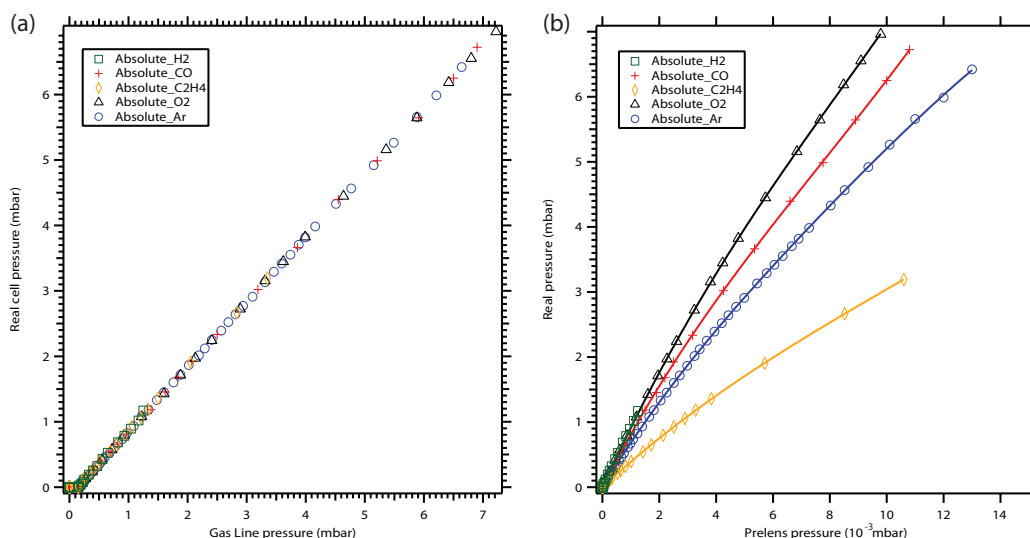 (a)
Absolute_H2
Absolute_CO
Absolute_C2H4
Absolute_O2
Absolute_Ar
Real cell pressure (mbar)
6
5
4
3
2
1
0
0 1 2 3 4 5 6 7
Gas Line pressure (mbar)
(b)
Absolute_H2
Absolute_CO
Absolute_C2H4
Absolute_O2
Absolute_Ar
Real pressure (mbar)
6
5
4
3
2
1
0
0 2 4 6 8 10 12 14
Prelens pressure (10⁻³mbar)